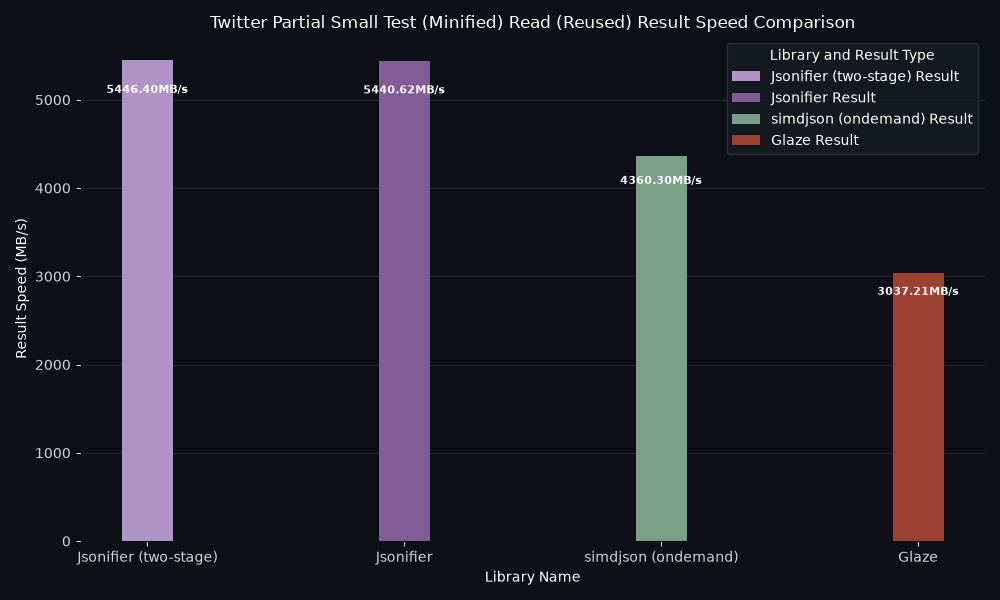 Twitter Partial Small Test (Minified) Read (Reused) Result Speed Comparison
Library and Result Type
Jsonifier (two-stage) Result
Jsonifier Result
simdjson (ondemand) Result
Glaze Result
5446.40MB/s
5440.62MB/s
4360.30MB/s
3037.21MB/s
Result Speed (MB/s)
5000
4000
3000
2000
1000
0
Jsonifier (two-stage)
Jsonifier
simdjson (ondemand)
Glaze
Library Name